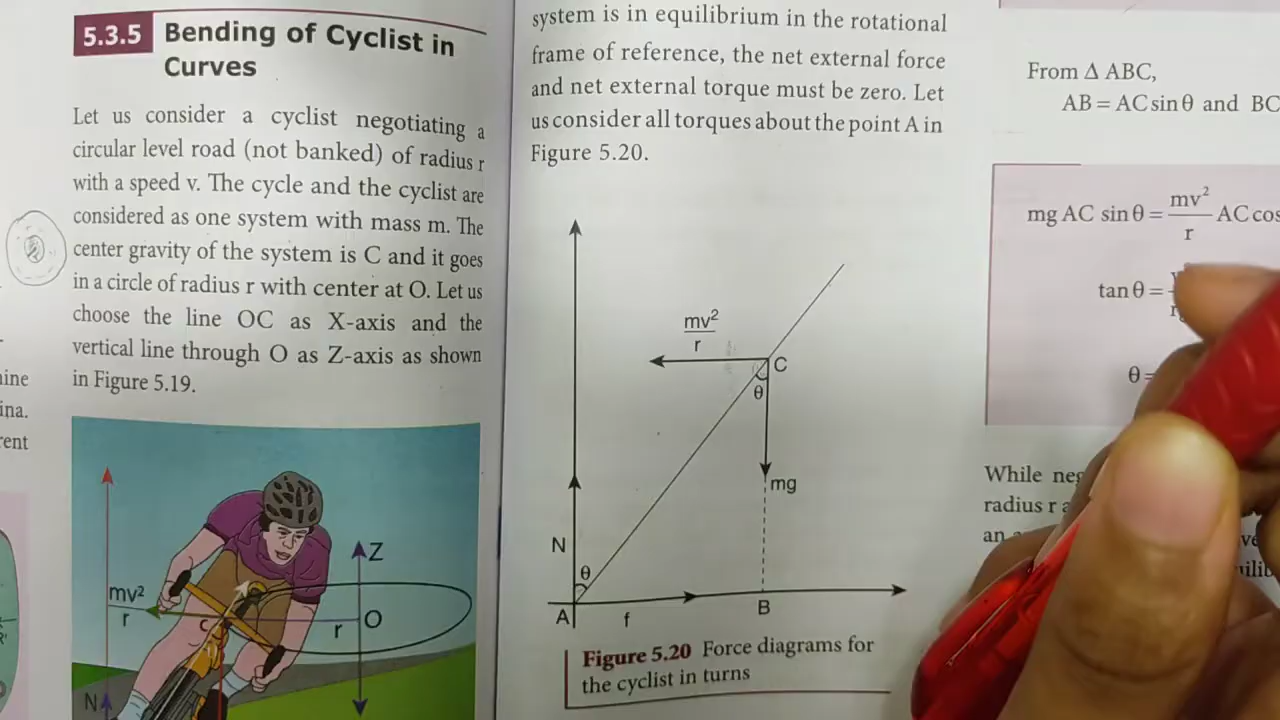 5.3.5 Bending of Cyclist in
Curves
Let us consider a cyclist negotiating a
circular level road (not banked) of radius r
with a speed v. The cycle and the cyclist are
considered as one system with mass m. The
center gravity of the system is C and it goes
in a circle of radius r with center at O. Let us
choose the line OC as X-axis and the
vertical line through O as Z-axis as shown
in Figure 5.19.
mv²
r
C
r
O
Z
N
system is in equilibrium in the rotational
frame of reference, the net external force
and net external torque must be zero. Let
us consider all torques about the point A in
Figure 5.20.
mv²
r
C
θ
mg
N
θ
A
f
B
Figure 5.20 Force diagrams for
the cyclist in turns
From Δ ABC,
AB = AC sin θ and BC
mg AC sin θ = mv²/r AC cos
tan θ =
θ =
While
radius r